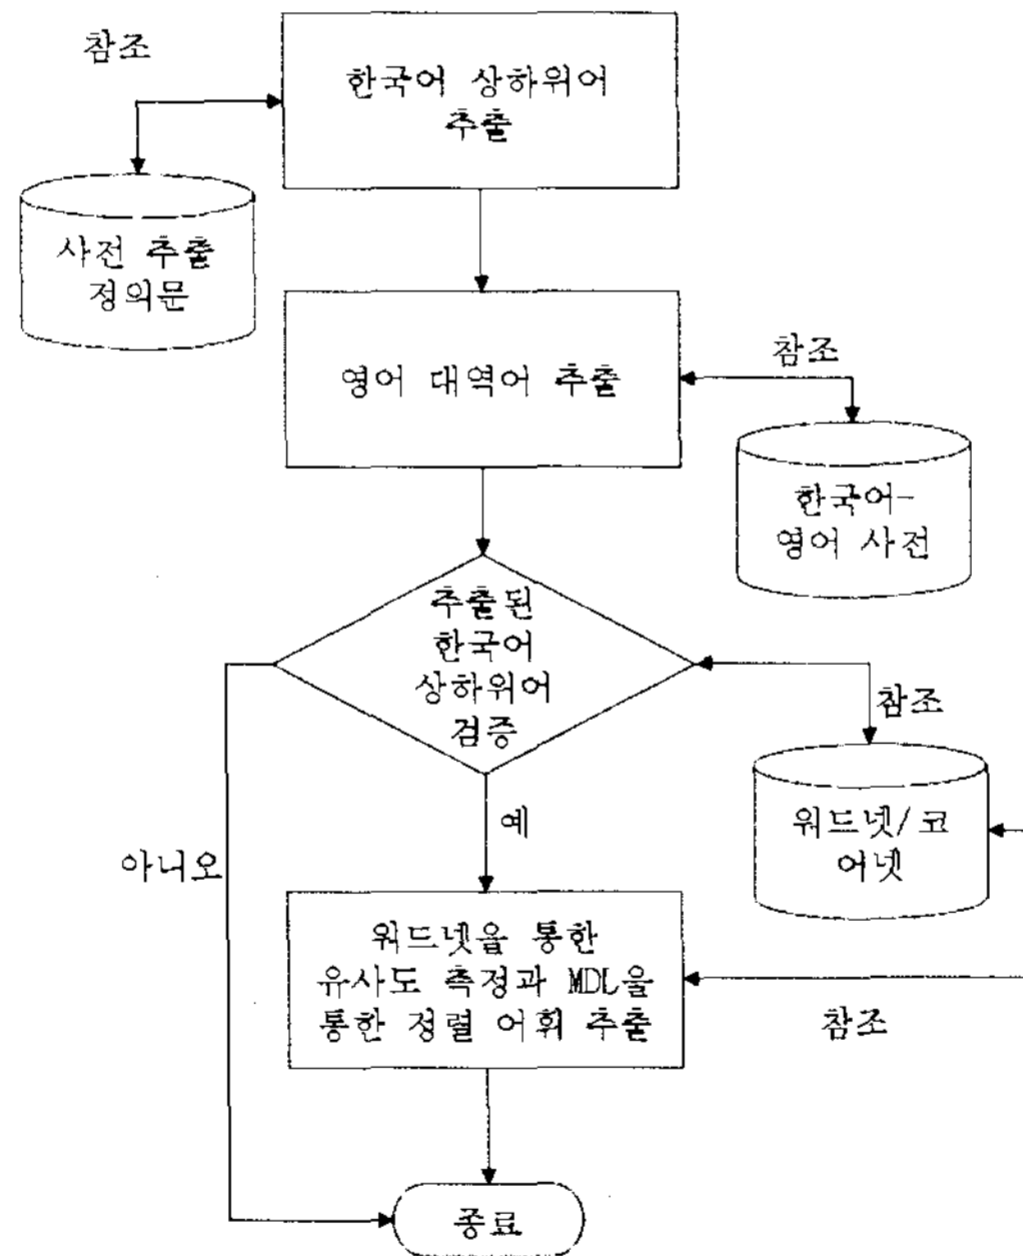 참조
한국어 상하위어
추출
사전 추출
정의문
영어 대역어 추출
참조
한국어-
영어 사전
추출된
한국어
상하위어
검증
참조
워드넷/코
어넷
예
아니오
워드넷을 통한
유사도 측정과 MDL을
통한 정렬 어휘 추출
참조
종료